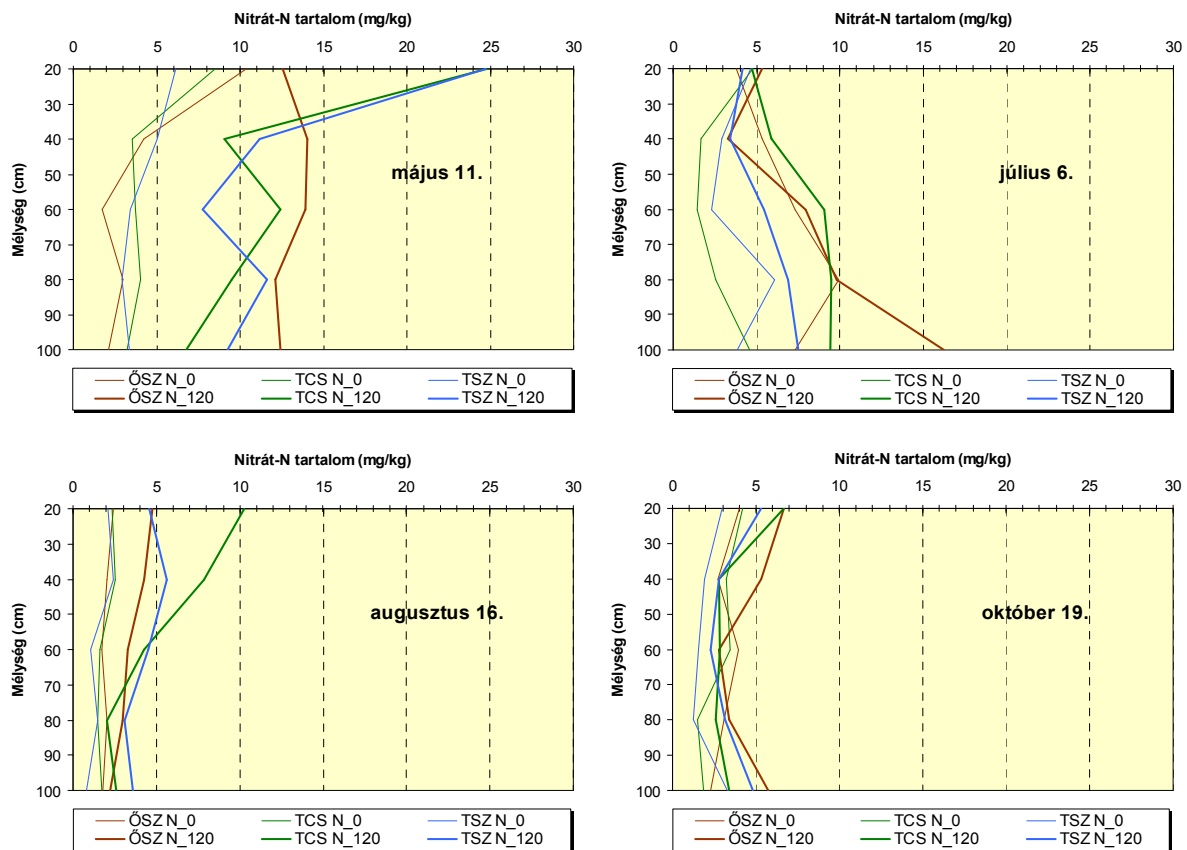 Nitrát-N tartalom (mg/kg)
0 5 10 15 20 25 30
20
30
40
50
60
70
80
90
100
Mélység (cm)
május 11.
ŐSZ N_0 TCS N_0 TSZ N_0
ŐSZ N_120 TCS N_120 TSZ N_120
Nitrát-N tartalom (mg/kg)
0 5 10 15 20 25 30
20
30
40
50
60
70
80
90
100
Mélység (cm)
július 6.
ŐSZ N_0 TCS N_0 TSZ N_0
ŐSZ N_120 TCS N_120 TSZ N_120
Nitrát-N tartalom (mg/kg)
0 5 10 15 20 25 30
20
30
40
50
60
70
80
90
100
Mélység (cm)
augusztus 16.
ŐSZ N_0 TCS N_0 TSZ N_0
ŐSZ N_120 TCS N_120 TSZ N_120
Nitrát-N tartalom (mg/kg)
0 5 10 15 20 25 30
20
30
40
50
60
70
80
90
100
Mélység (cm)
október 19.
ŐSZ N_0 TCS N_0 TSZ N_0
ŐSZ N_120 TCS N_120 TSZ N_120